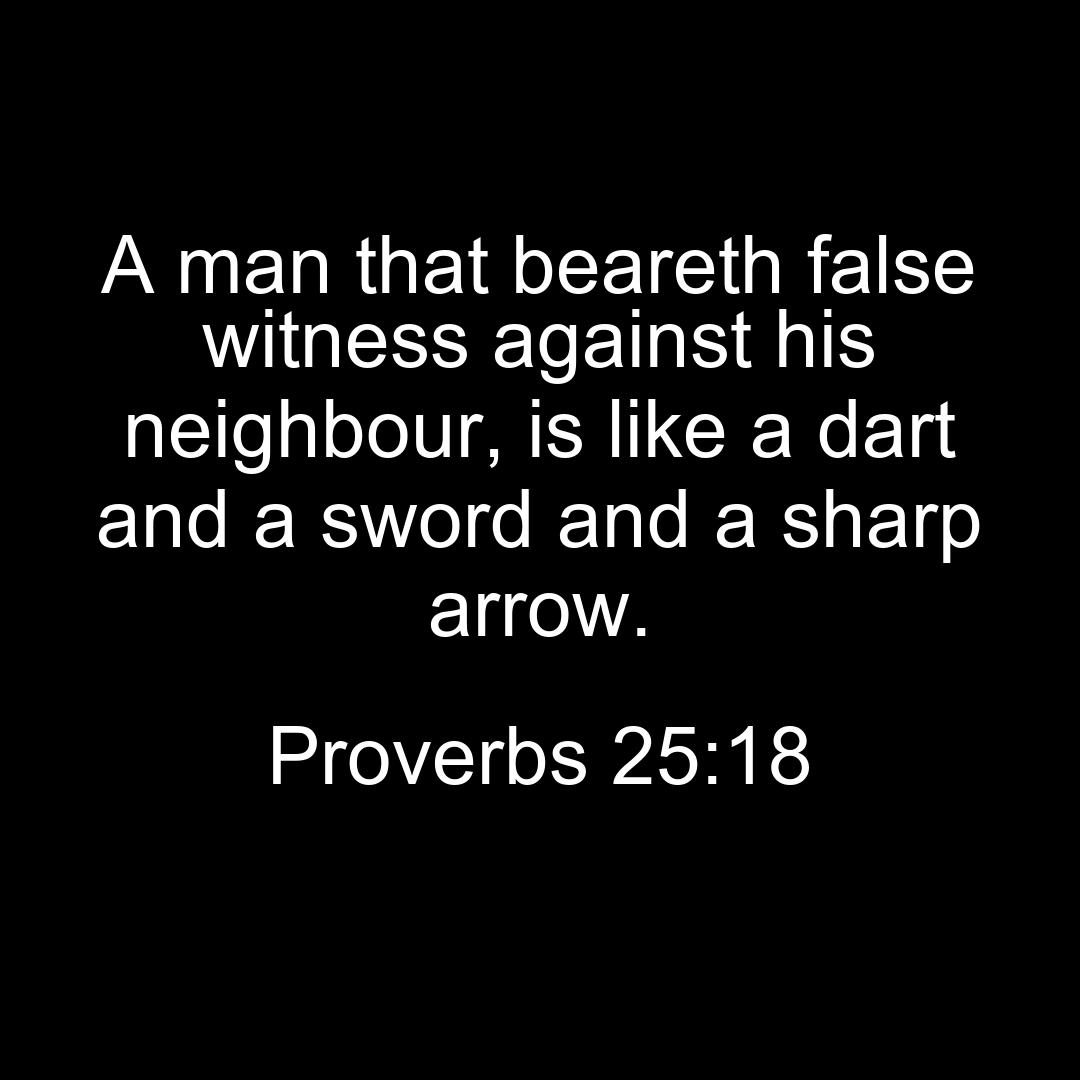 A man that beareth false
witness against his
neighbour, is like a dart
and a sword and a sharp
arrow.
Proverbs 25:18